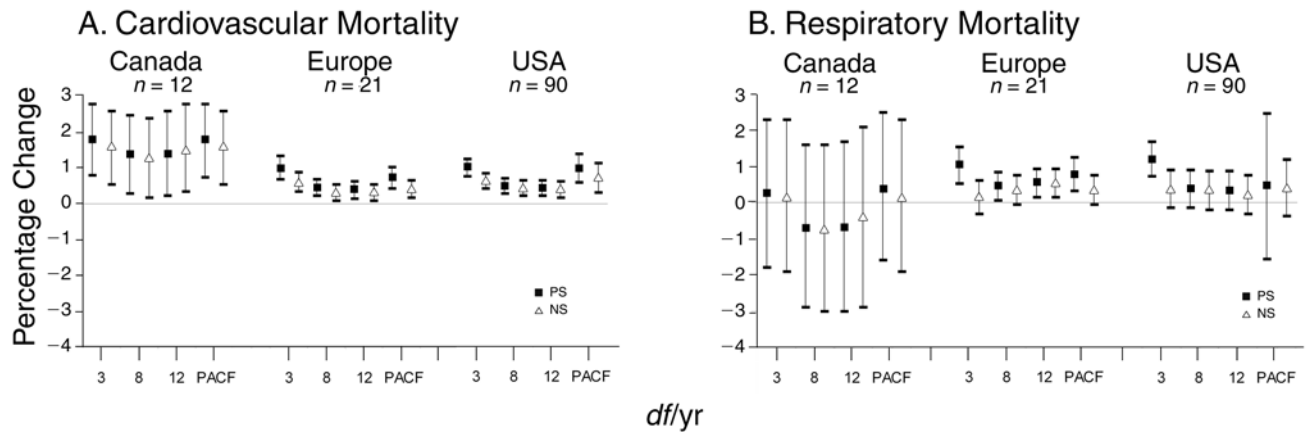 A. Cardiovascular Mortality
Canada
n = 12
Europe
n = 21
USA
n = 90
Percentage Change
3
2
1
0
−1
−2
−3
−4
PS
NS
3 8 12 PACF 3 8 12 PACF 3 8 12 PACF
B. Respiratory Mortality
Canada
n = 12
Europe
n = 21
USA
n = 90
3
2
1
0
−1
−2
−3
−4
PS
NS
3 8 12 PACF 3 8 12 PACF 3 8 12 PACF
df/yr